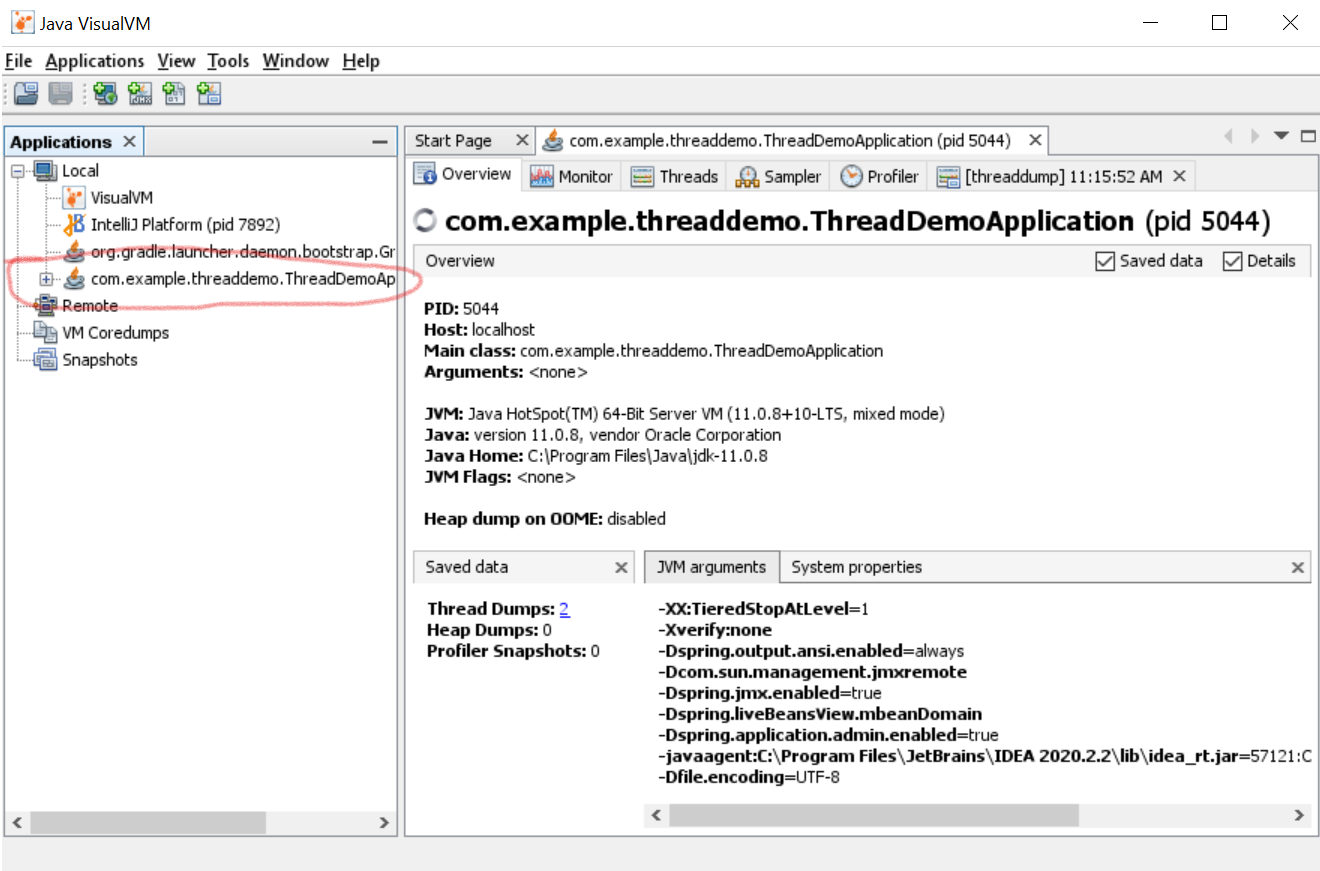 Java VisualVM
File Applications View Tools Window Help
Applications
Local
VisualVM
IntelliJ Platform (pid 7892)
org.gradle.launcher.daemon.bootstrap.Gr
com.example.threaddemo.ThreadDemoAp
Remote
VM Coredumps
Snapshots
Start Page com.example.threaddemo.ThreadDemoApplication (pid 5044)
Overview Monitor Threads Sampler Profiler [threaddump] 11:15:52 AM
com.example.threaddemo.ThreadDemoApplication (pid 5044)
Overview Saved data Details
PID: 5044
Host: localhost
Main class: com.example.threaddemo.ThreadDemoApplication
Arguments: <none>
JVM: Java HotSpot(TM) 64-Bit Server VM (11.0.8+10-LTS, mixed mode)
Java: version 11.0.8, vendor Oracle Corporation
Java Home: C:\Program Files\Java\jdk-11.0.8
JVM Flags: <none>
Heap dump on OOME: disabled
Saved data
Thread Dumps: 2
Heap Dumps: 0
Profiler Snapshots: 0
JVM arguments System properties
-XX:TieredStopAtLevel=1
-Xverify:none
-Dspring.output.ansi.enabled=always
-Dcom.sun.management.jmxremote
-Dspring.jmx.enabled=true
-Dspring.liveBeansView.mbeanDomain
-Dspring.application.admin.enabled=true
-javaagent:C:\Program Files\JetBrains\IDEA 2020.2.2\lib\idea_rt.jar=57121:C
-Dfile.encoding=UTF-8